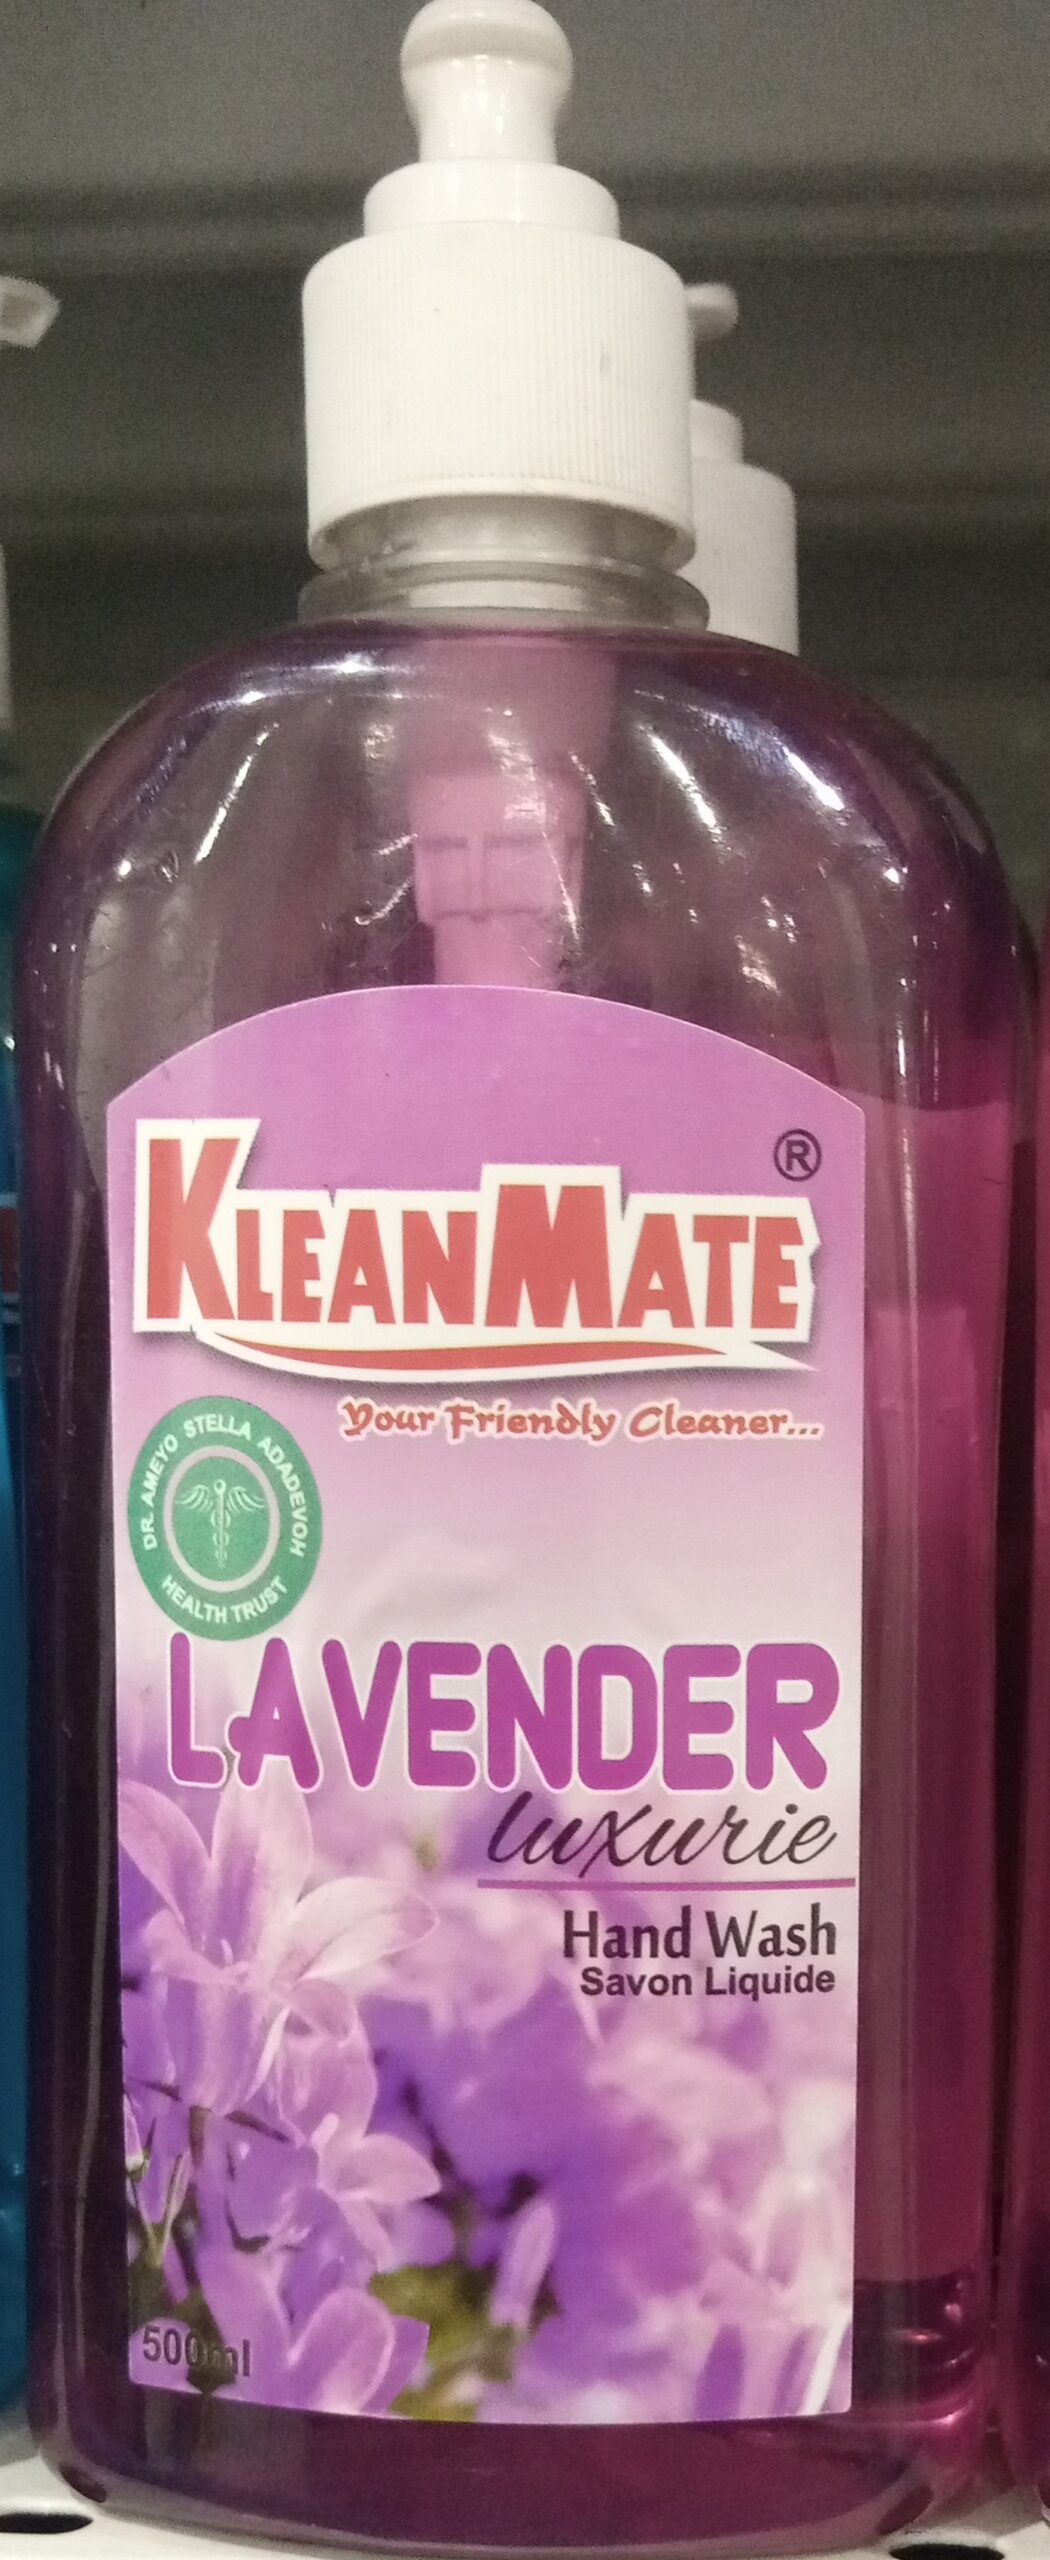 KLEANMATE®
Your Friendly Cleaner...
DR. AMEYO STELLA ADADEVOH
HEALTH TRUST
LAVENDER
luxurie
Hand Wash
Savon Liquide
500ml